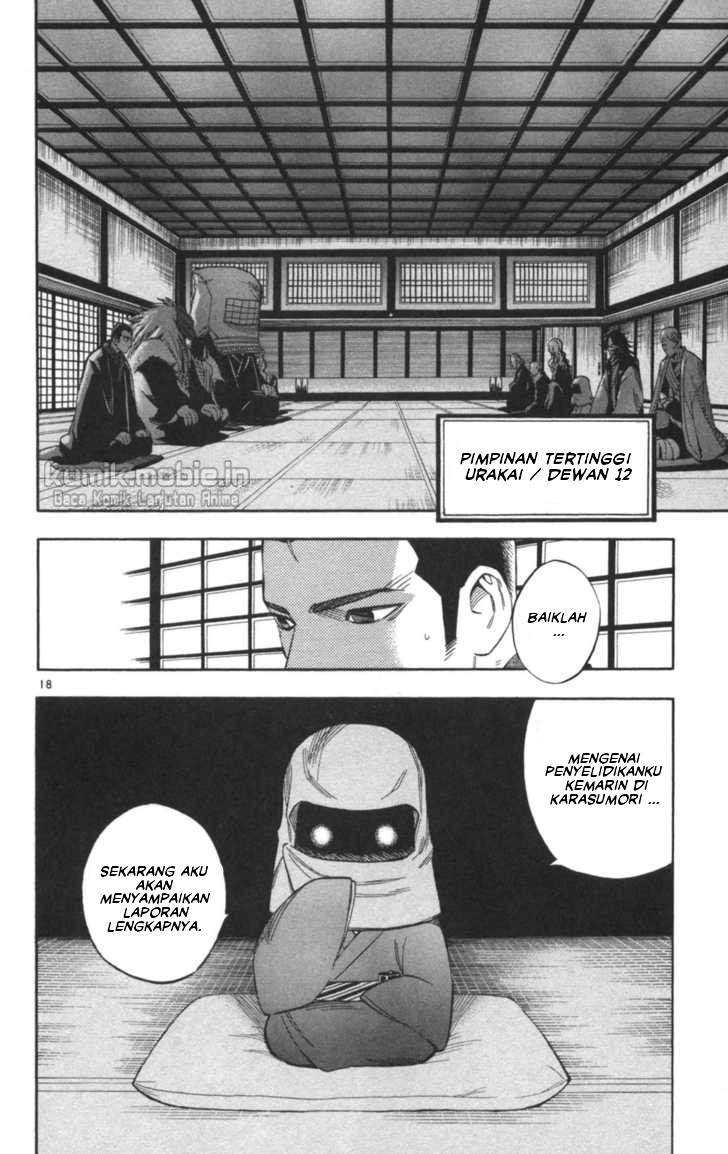 komik.mobie.in
Baca Komik Lanjutan Anime
PIMPINAN TERTINGGI
URAKAI / DEWAN 12
BAIKLAH
...
18
MENGENAI
PENYELIDIKANKU
KEMARIN DI
KARASUMORI ...
SEKARANG AKU
AKAN
MENYAMPAIKAN
LAPORAN
LENGKAPNYA.